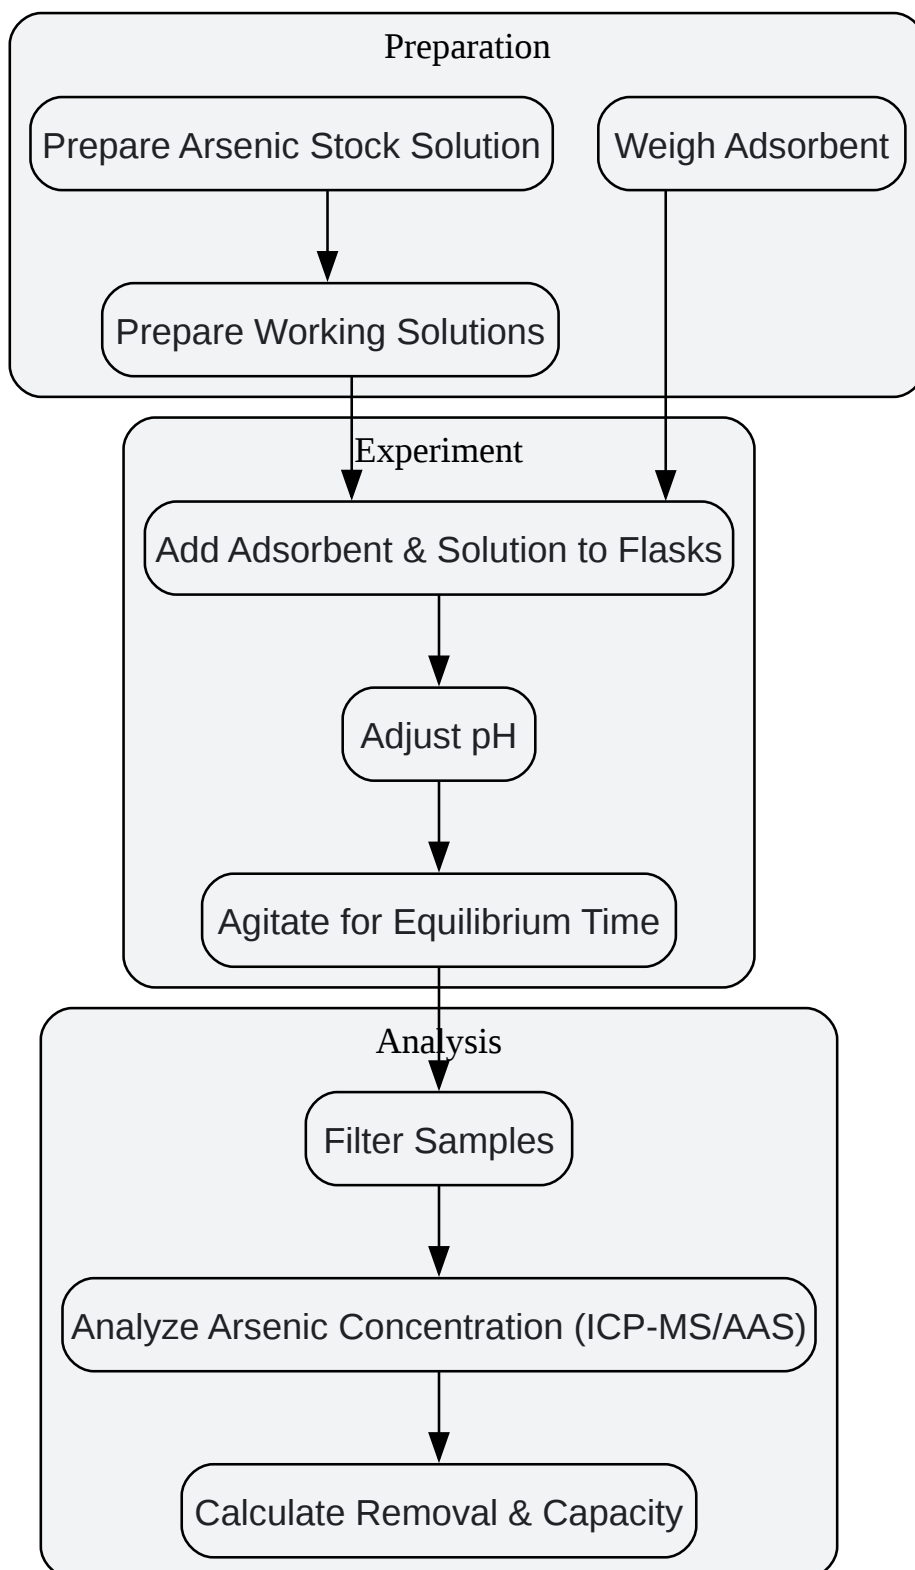 Preparation
Prepare Arsenic Stock Solution
Weigh Adsorbent
Prepare Working Solutions
Experiment
Add Adsorbent & Solution to Flasks
Adjust pH
Agitate for Equilibrium Time
Analysis
Filter Samples
Analyze Arsenic Concentration (ICP-MS/AAS)
Calculate Removal & Capacity